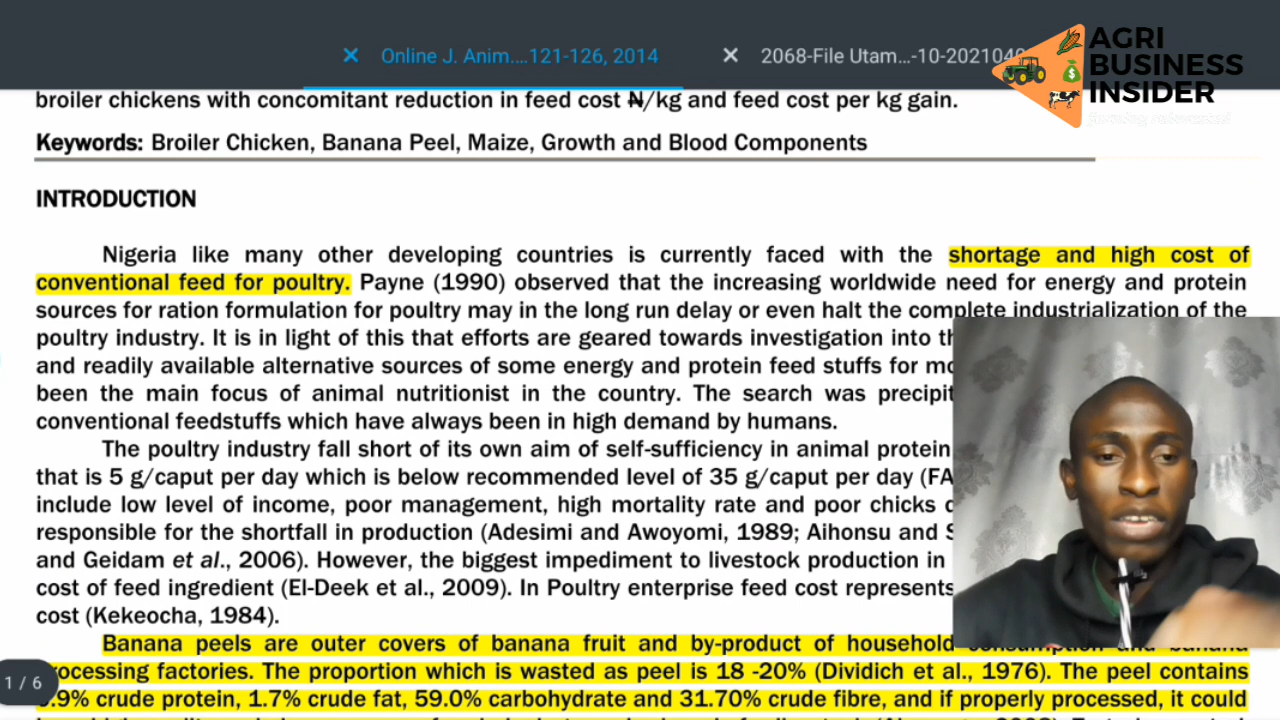 Online J. Anim....121-126, 2014
2068-File Utam...-10-2021040
AGRI
BUSINESS
INSIDER
broiler chickens with concomitant reduction in feed cost ₦/kg and feed cost per kg gain.
Keywords: Broiler Chicken, Banana Peel, Maize, Growth and Blood Components
INTRODUCTION
Nigeria like many other developing countries is currently faced with the shortage and high cost of
conventional feed for poultry. Payne (1990) observed that the increasing worldwide need for energy and protein
sources for ration formulation for poultry may in the long run delay or even halt the complete industrialization of the
poultry industry. It is in light of this that efforts are geared towards investigation into
and readily available alternative sources of some energy and protein feed stuffs for
been the main focus of animal nutritionist in the country. The search was
conventional feedstuffs which have always been in high demand by humans.
The poultry industry fall short of its own aim of self-sufficiency in animal protein
that is 5 g/caput per day which is below recommended level of 35 g/caput per day
include low level of income, poor management, high mortality rate and poor chicks
responsible for the shortfall in production (Adesimi and Awoyomi, 1989; Aihonsu and
and Geidam et al., 2006). However, the biggest impediment to livestock production in
cost of feed ingredient (El-Deek et al., 2009). In Poultry enterprise feed cost represents
cost (Kekeocha, 1984).
Banana peels are outer covers of banana fruit and by-product of household consumption and banana
processing factories. The proportion which is wasted as peel is 18 -20% (Dividich et al., 1976). The peel contains
crude protein, 1.7% crude fat, 59.0% carbohydrate and 31.70% crude fibre, and if properly processed, it could
1 / 6